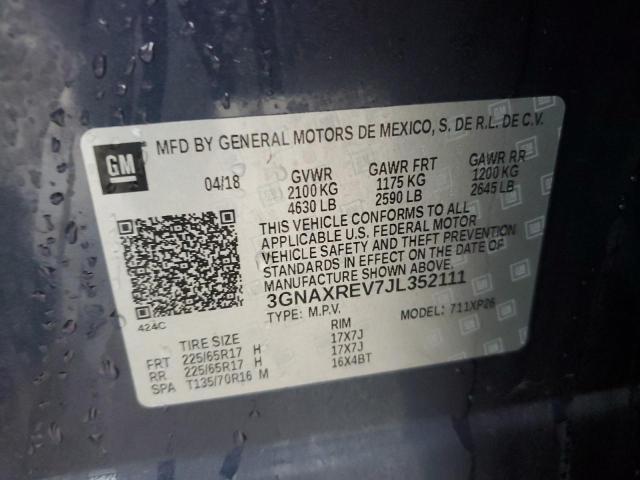 GM
MFD BY GENERAL MOTORS DE MEXICO, S. DE R.L. DE C.V.
04/18 GVWR GAWR FRT GAWR RR
2100 KG 1175 KG 1200 KG
4630 LB 2590 LB 2645 LB
THIS VEHICLE CONFORMS TO ALL
APPLICABLE U.S. FEDERAL MOTOR
VEHICLE SAFETY AND THEFT PREVENTION
STANDARDS IN EFFECT ON THE DATE OF
MANUFACTURE SHOWN ABOVE.
3GNAXREV7JL352111
424C
TYPE: M.P.V. MODEL: 711XP26
TIRE SIZE RIM
FRT 225/65R17 H 17X7J
RR 225/65R17 H 17X7J
SPA T135/70R16 M 16X4BT